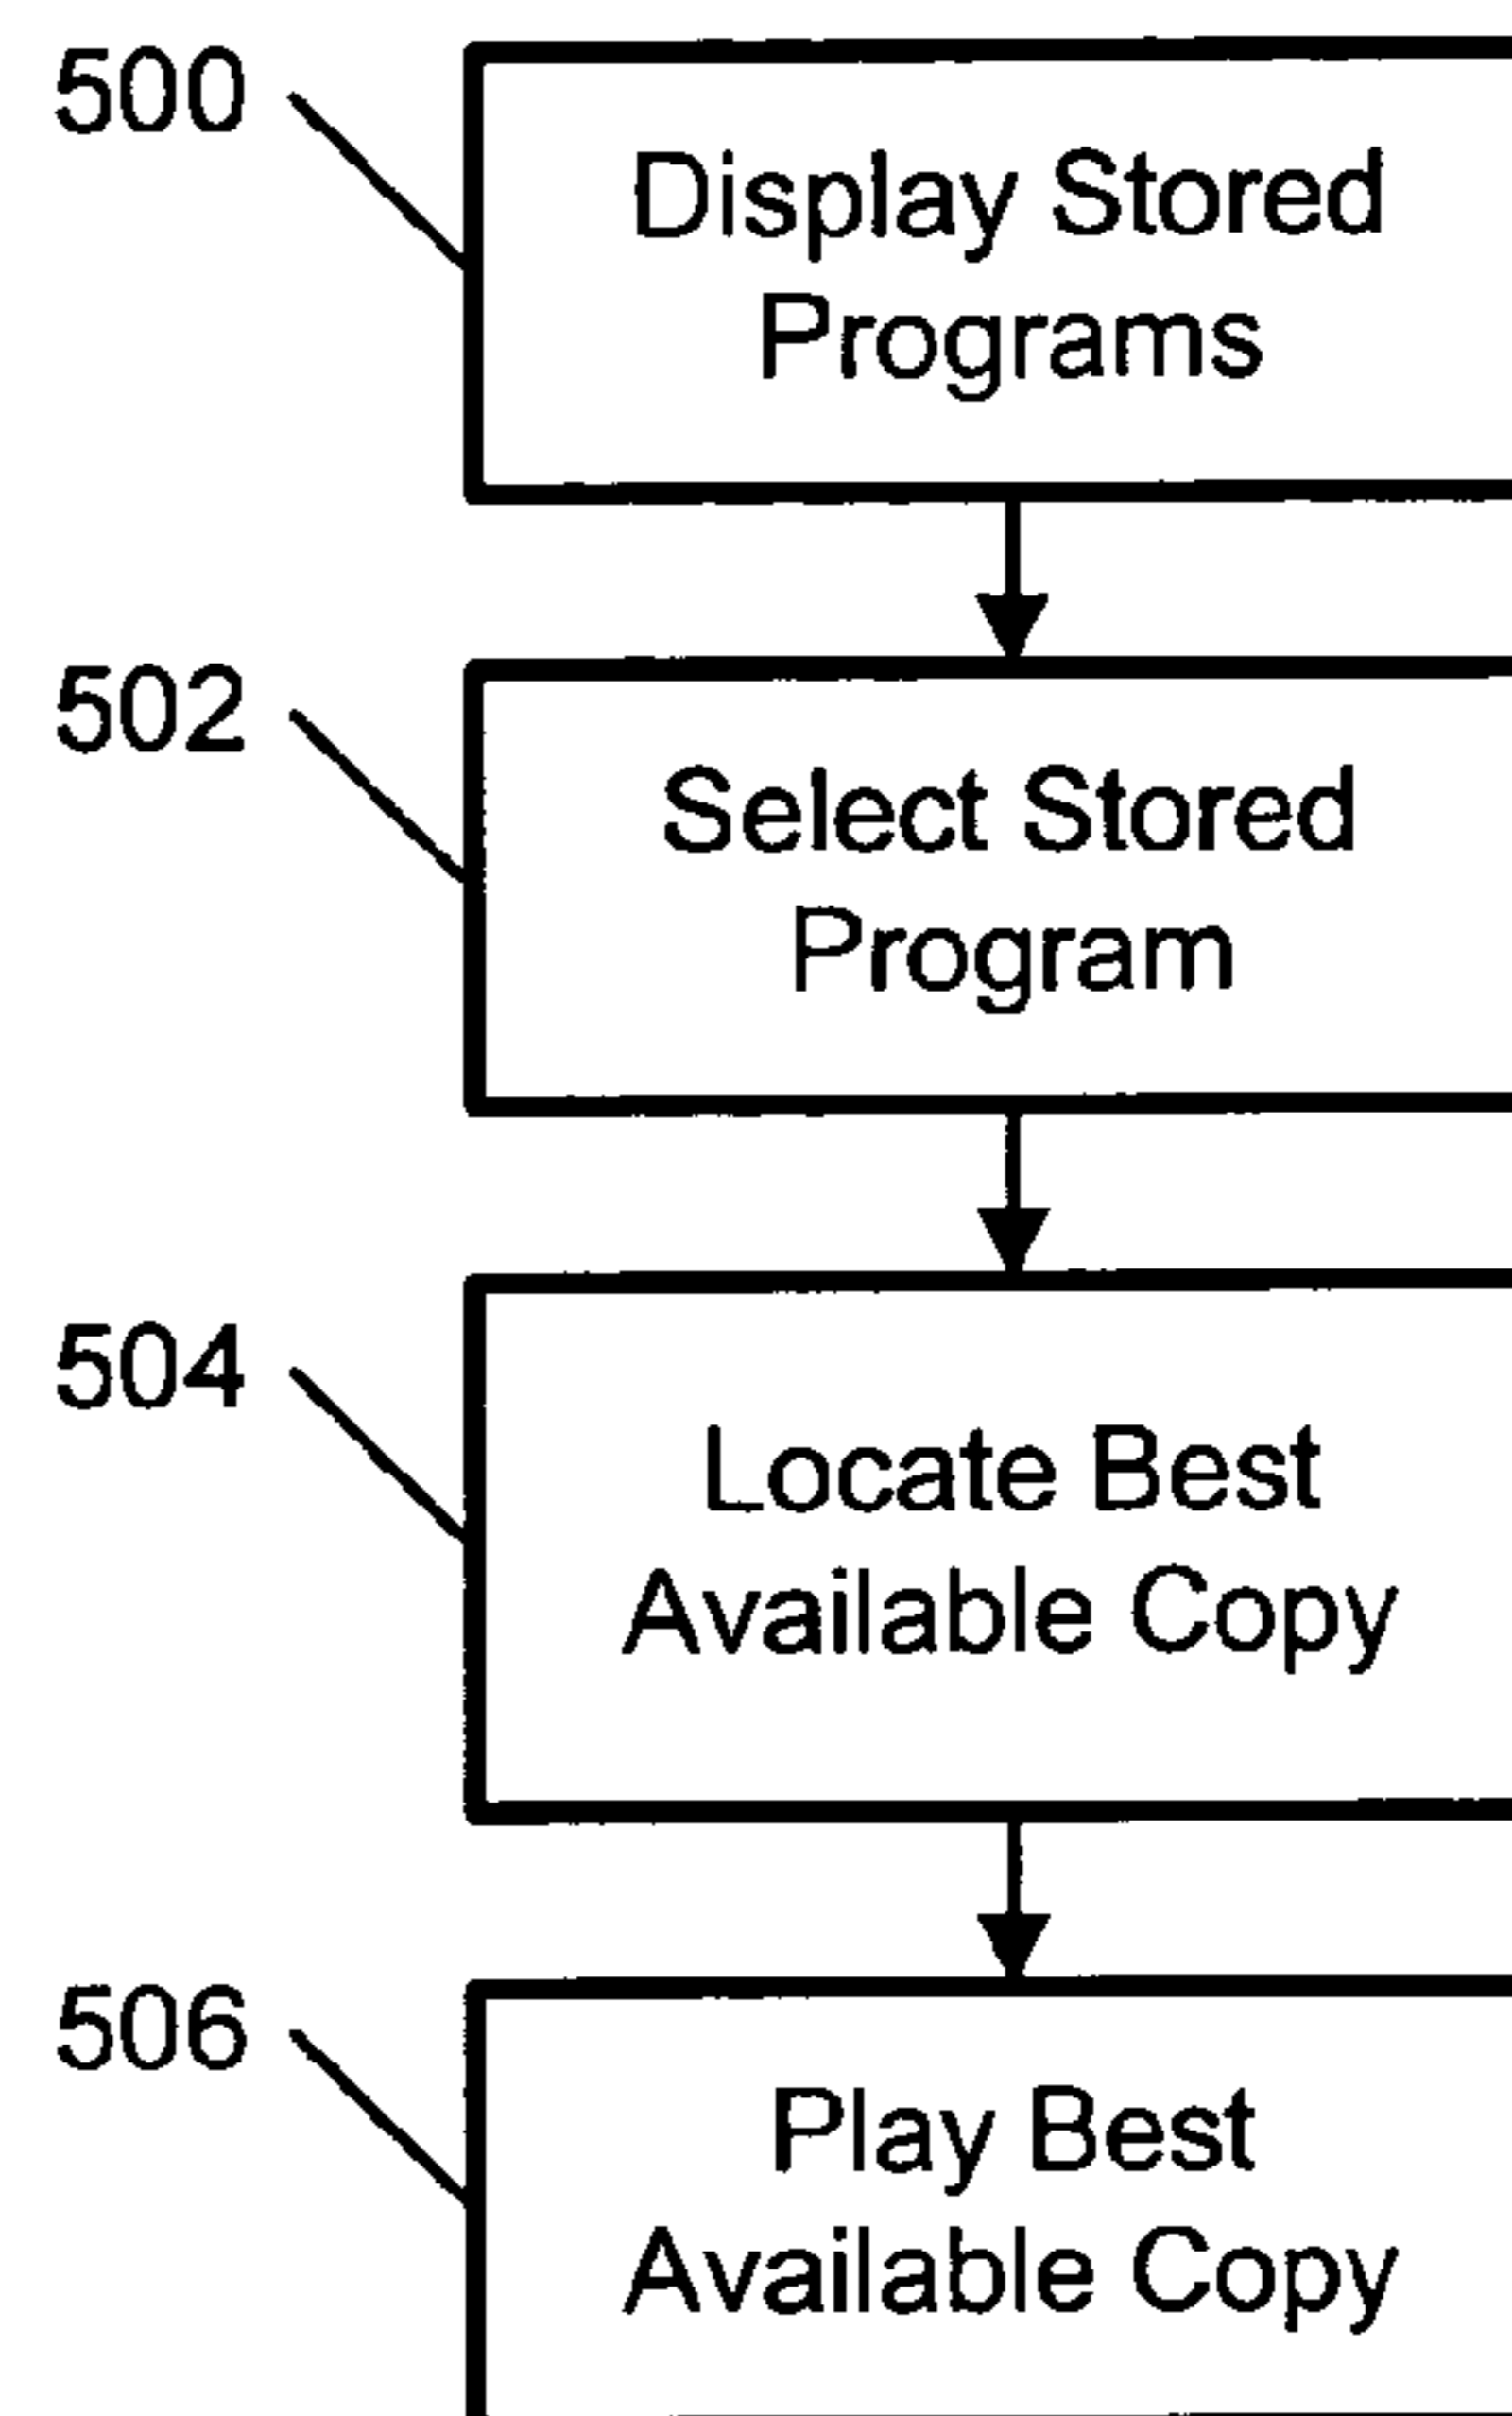 500
Display Stored
Programs
502
Select Stored
Program
504
Locate Best
Available Copy
506
Play Best
Available Copy